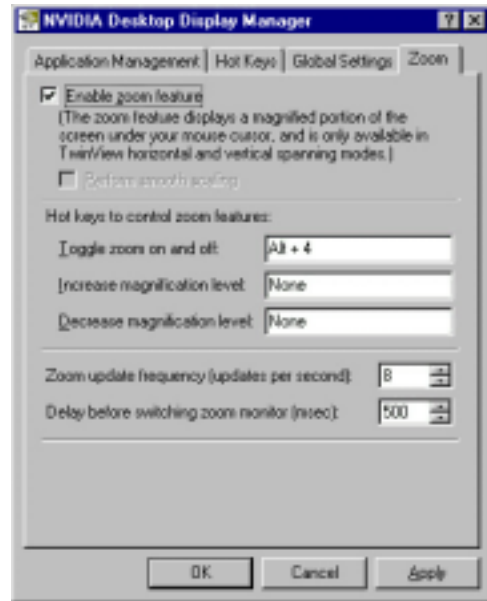 NVIDIA Desktop Display Manager
Application Management Hot Keys Global Settings Zoom
Enable zoom feature
(The zoom feature displays a magnified portion of the
screen under your mouse cursor, and is only available in
TwinView horizontal and vertical spanning modes.)
Perform smooth scaling
Hot keys to control zoom features:
Toggle zoom on and off: Alt + 4
Increase magnification level: None
Decrease magnification level: None
Zoom update frequency (updates per second): 8
Delay before switching zoom monitor (msec): 500
OK Cancel Apply